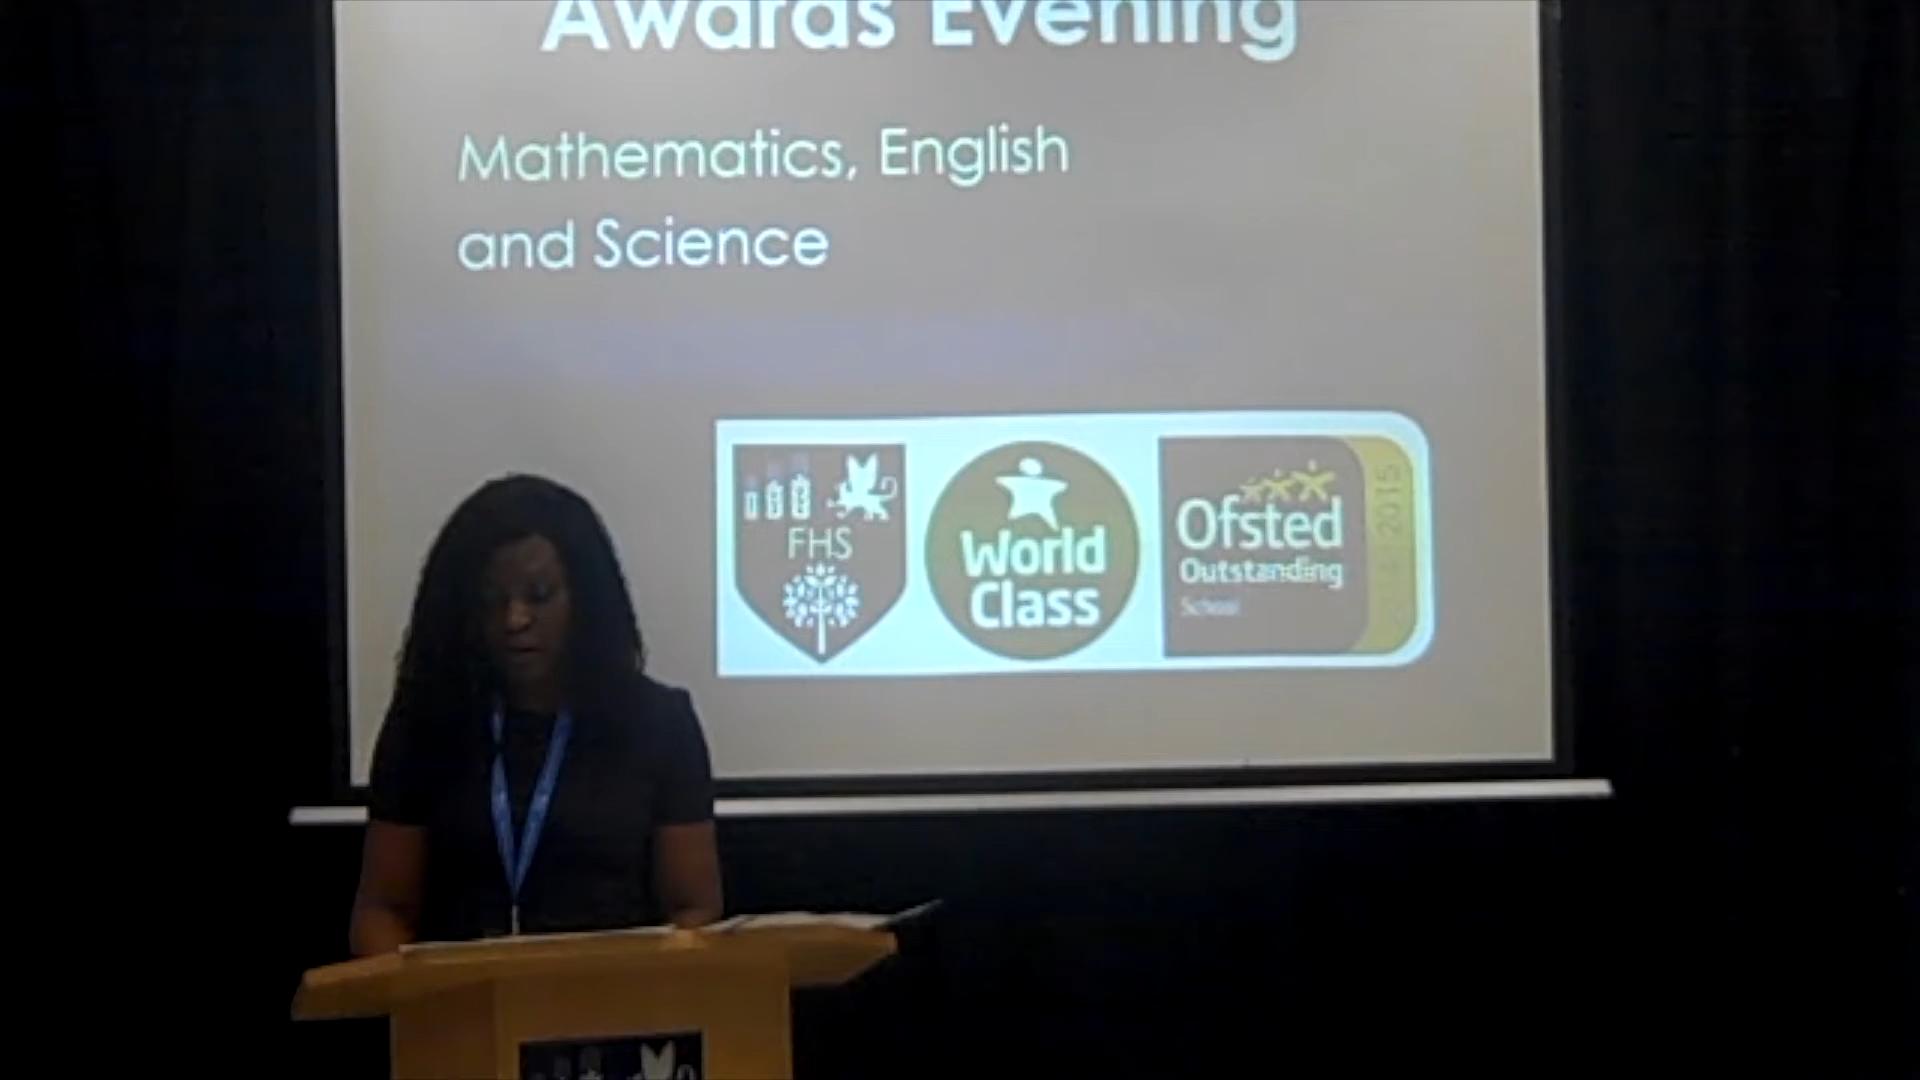 Awards Evening
Mathematics, English
and Science
FHS
World
Class
Ofsted
Outstanding
School
2015